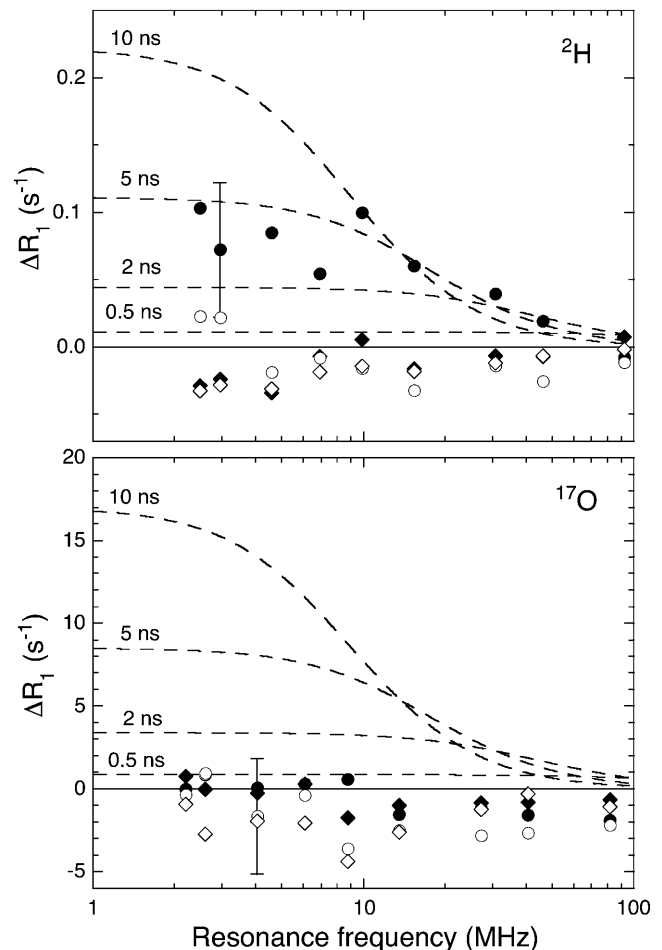 10 ns
²H
0.2
5 ns
0.1
2 ns
0.5 ns
0.0
ΔR₁ (s⁻¹)
20
10 ns
¹⁷O
15
10
5 ns
5
2 ns
0.5 ns
0
-5
ΔR₁ (s⁻¹)
1 10 100
Resonance frequency (MHz)